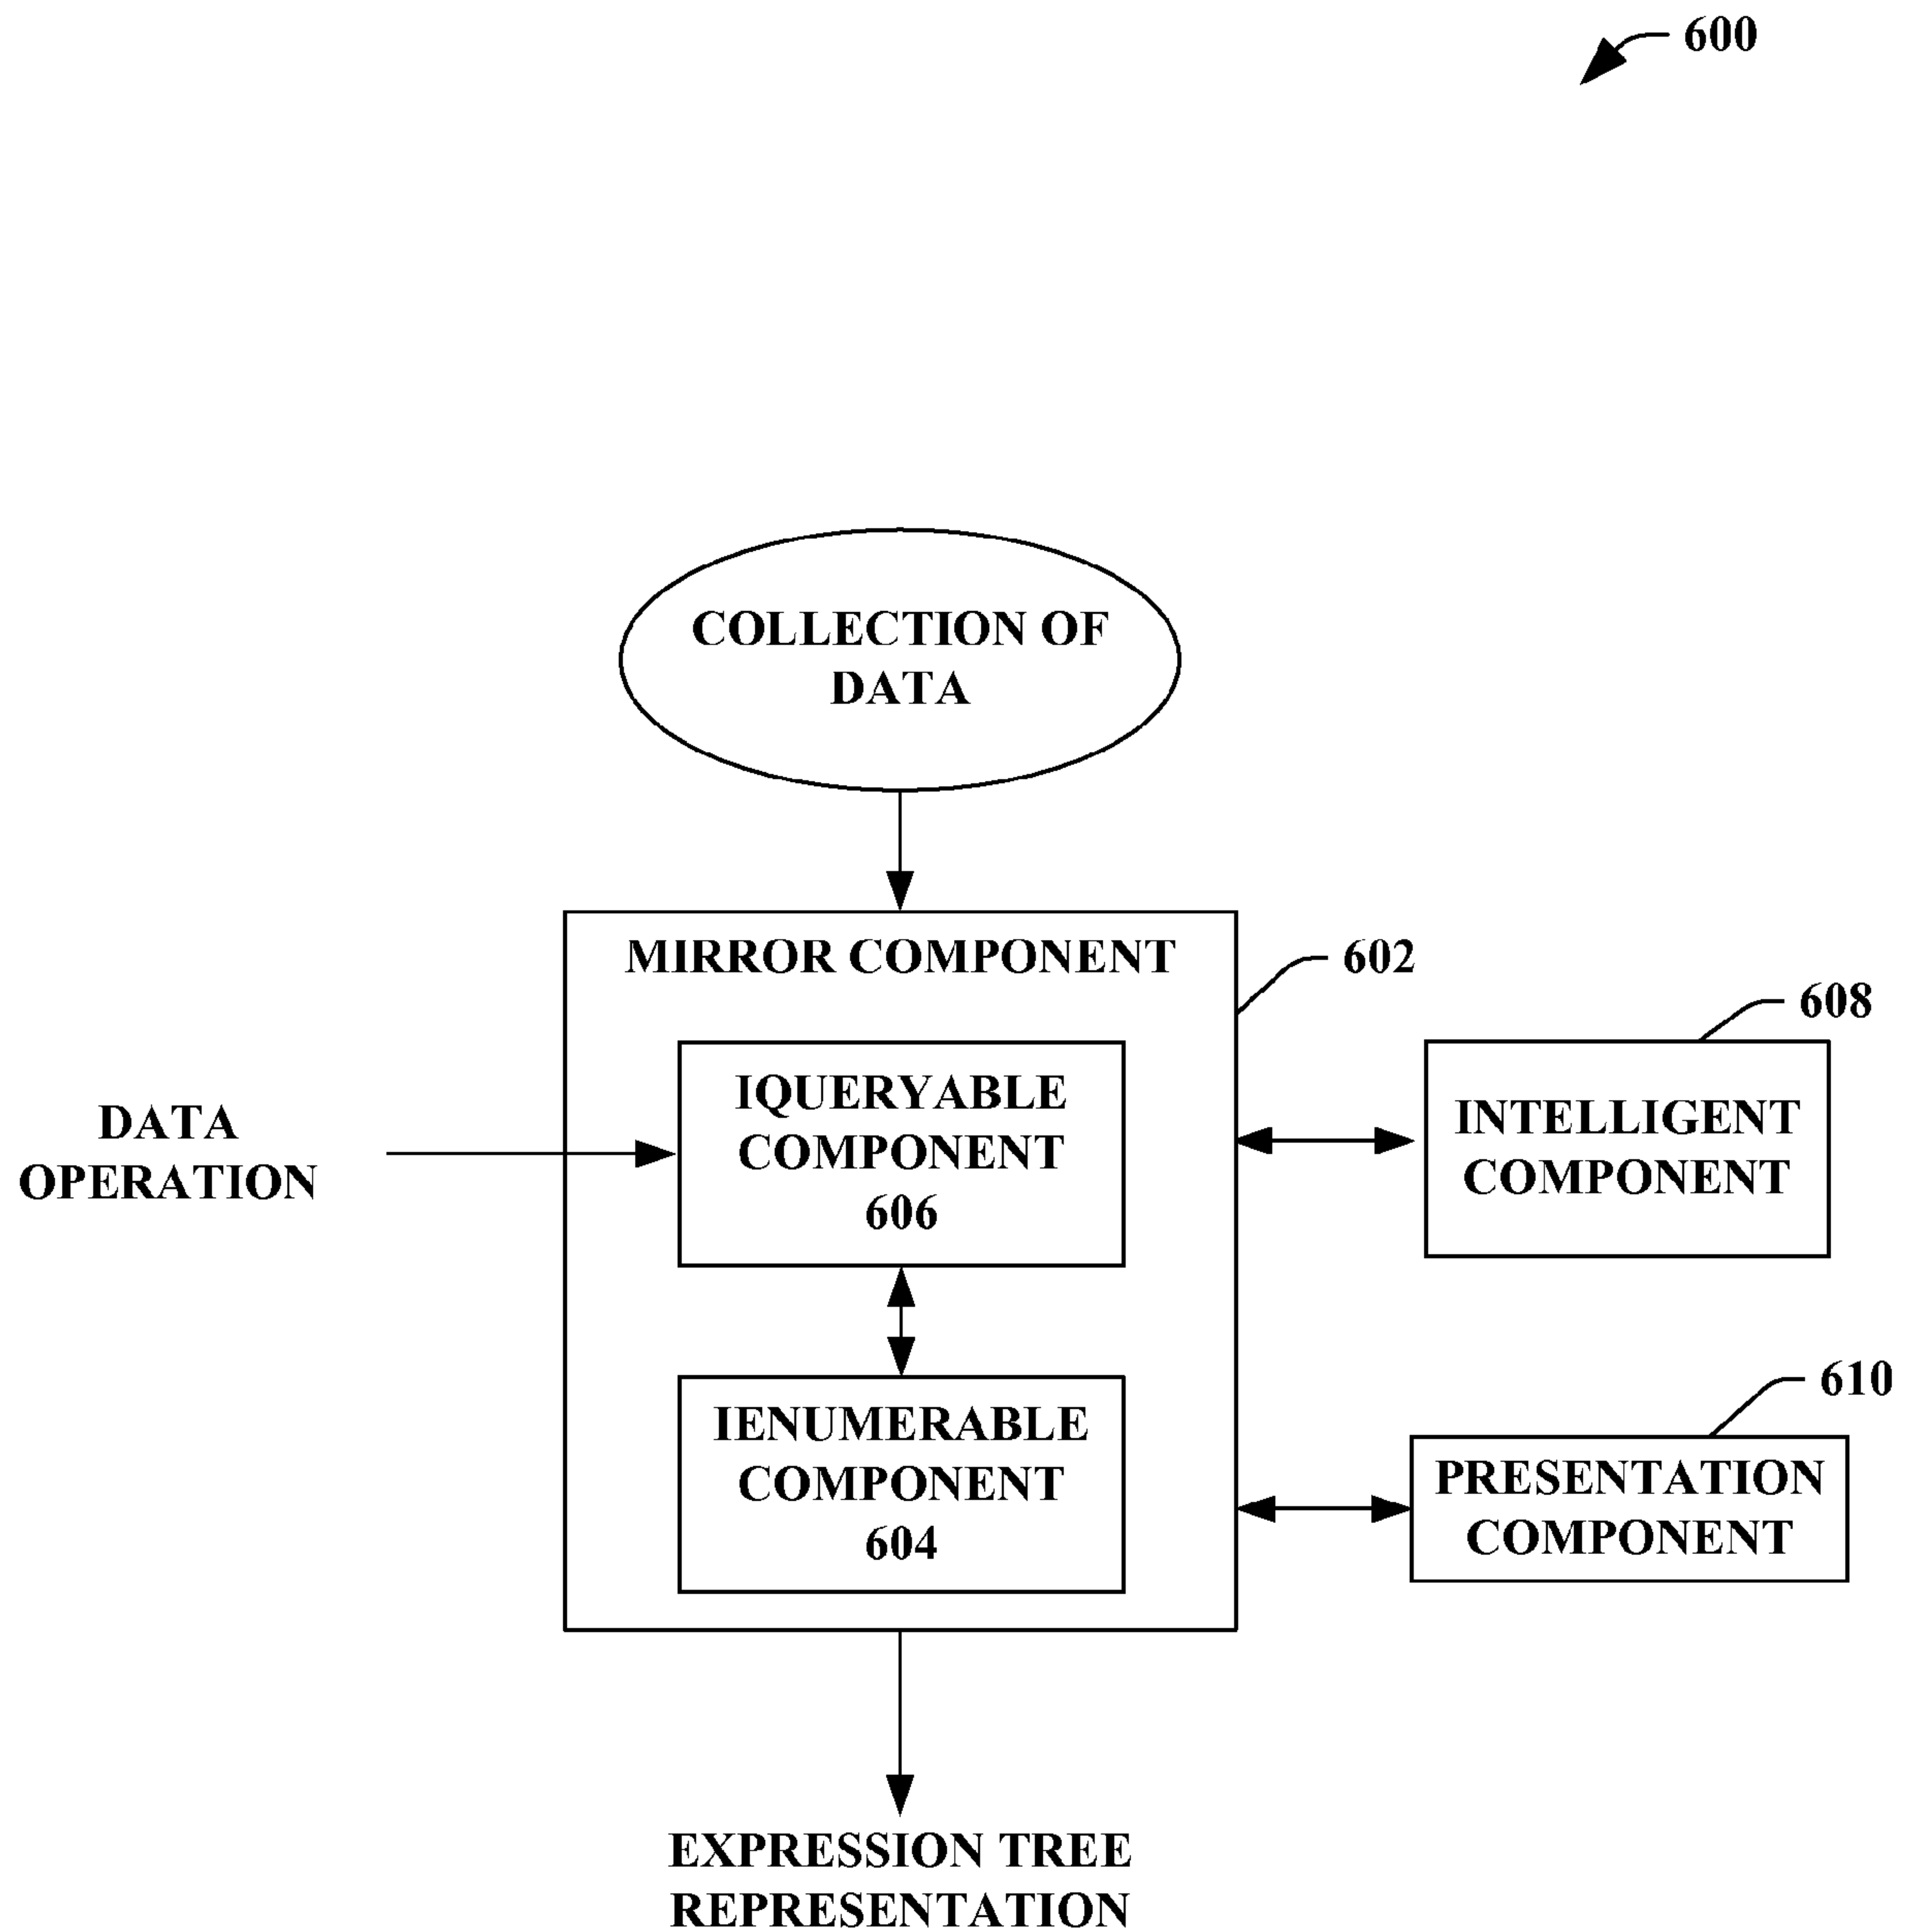 600
COLLECTION OF
DATA
MIRROR COMPONENT
602
608
IQUERYABLE
COMPONENT
606
DATA
OPERATION
INTELLIGENT
COMPONENT
610
IENUMERABLE
COMPONENT
604
PRESENTATION
COMPONENT
EXPRESSION TREE
REPRESENTATION